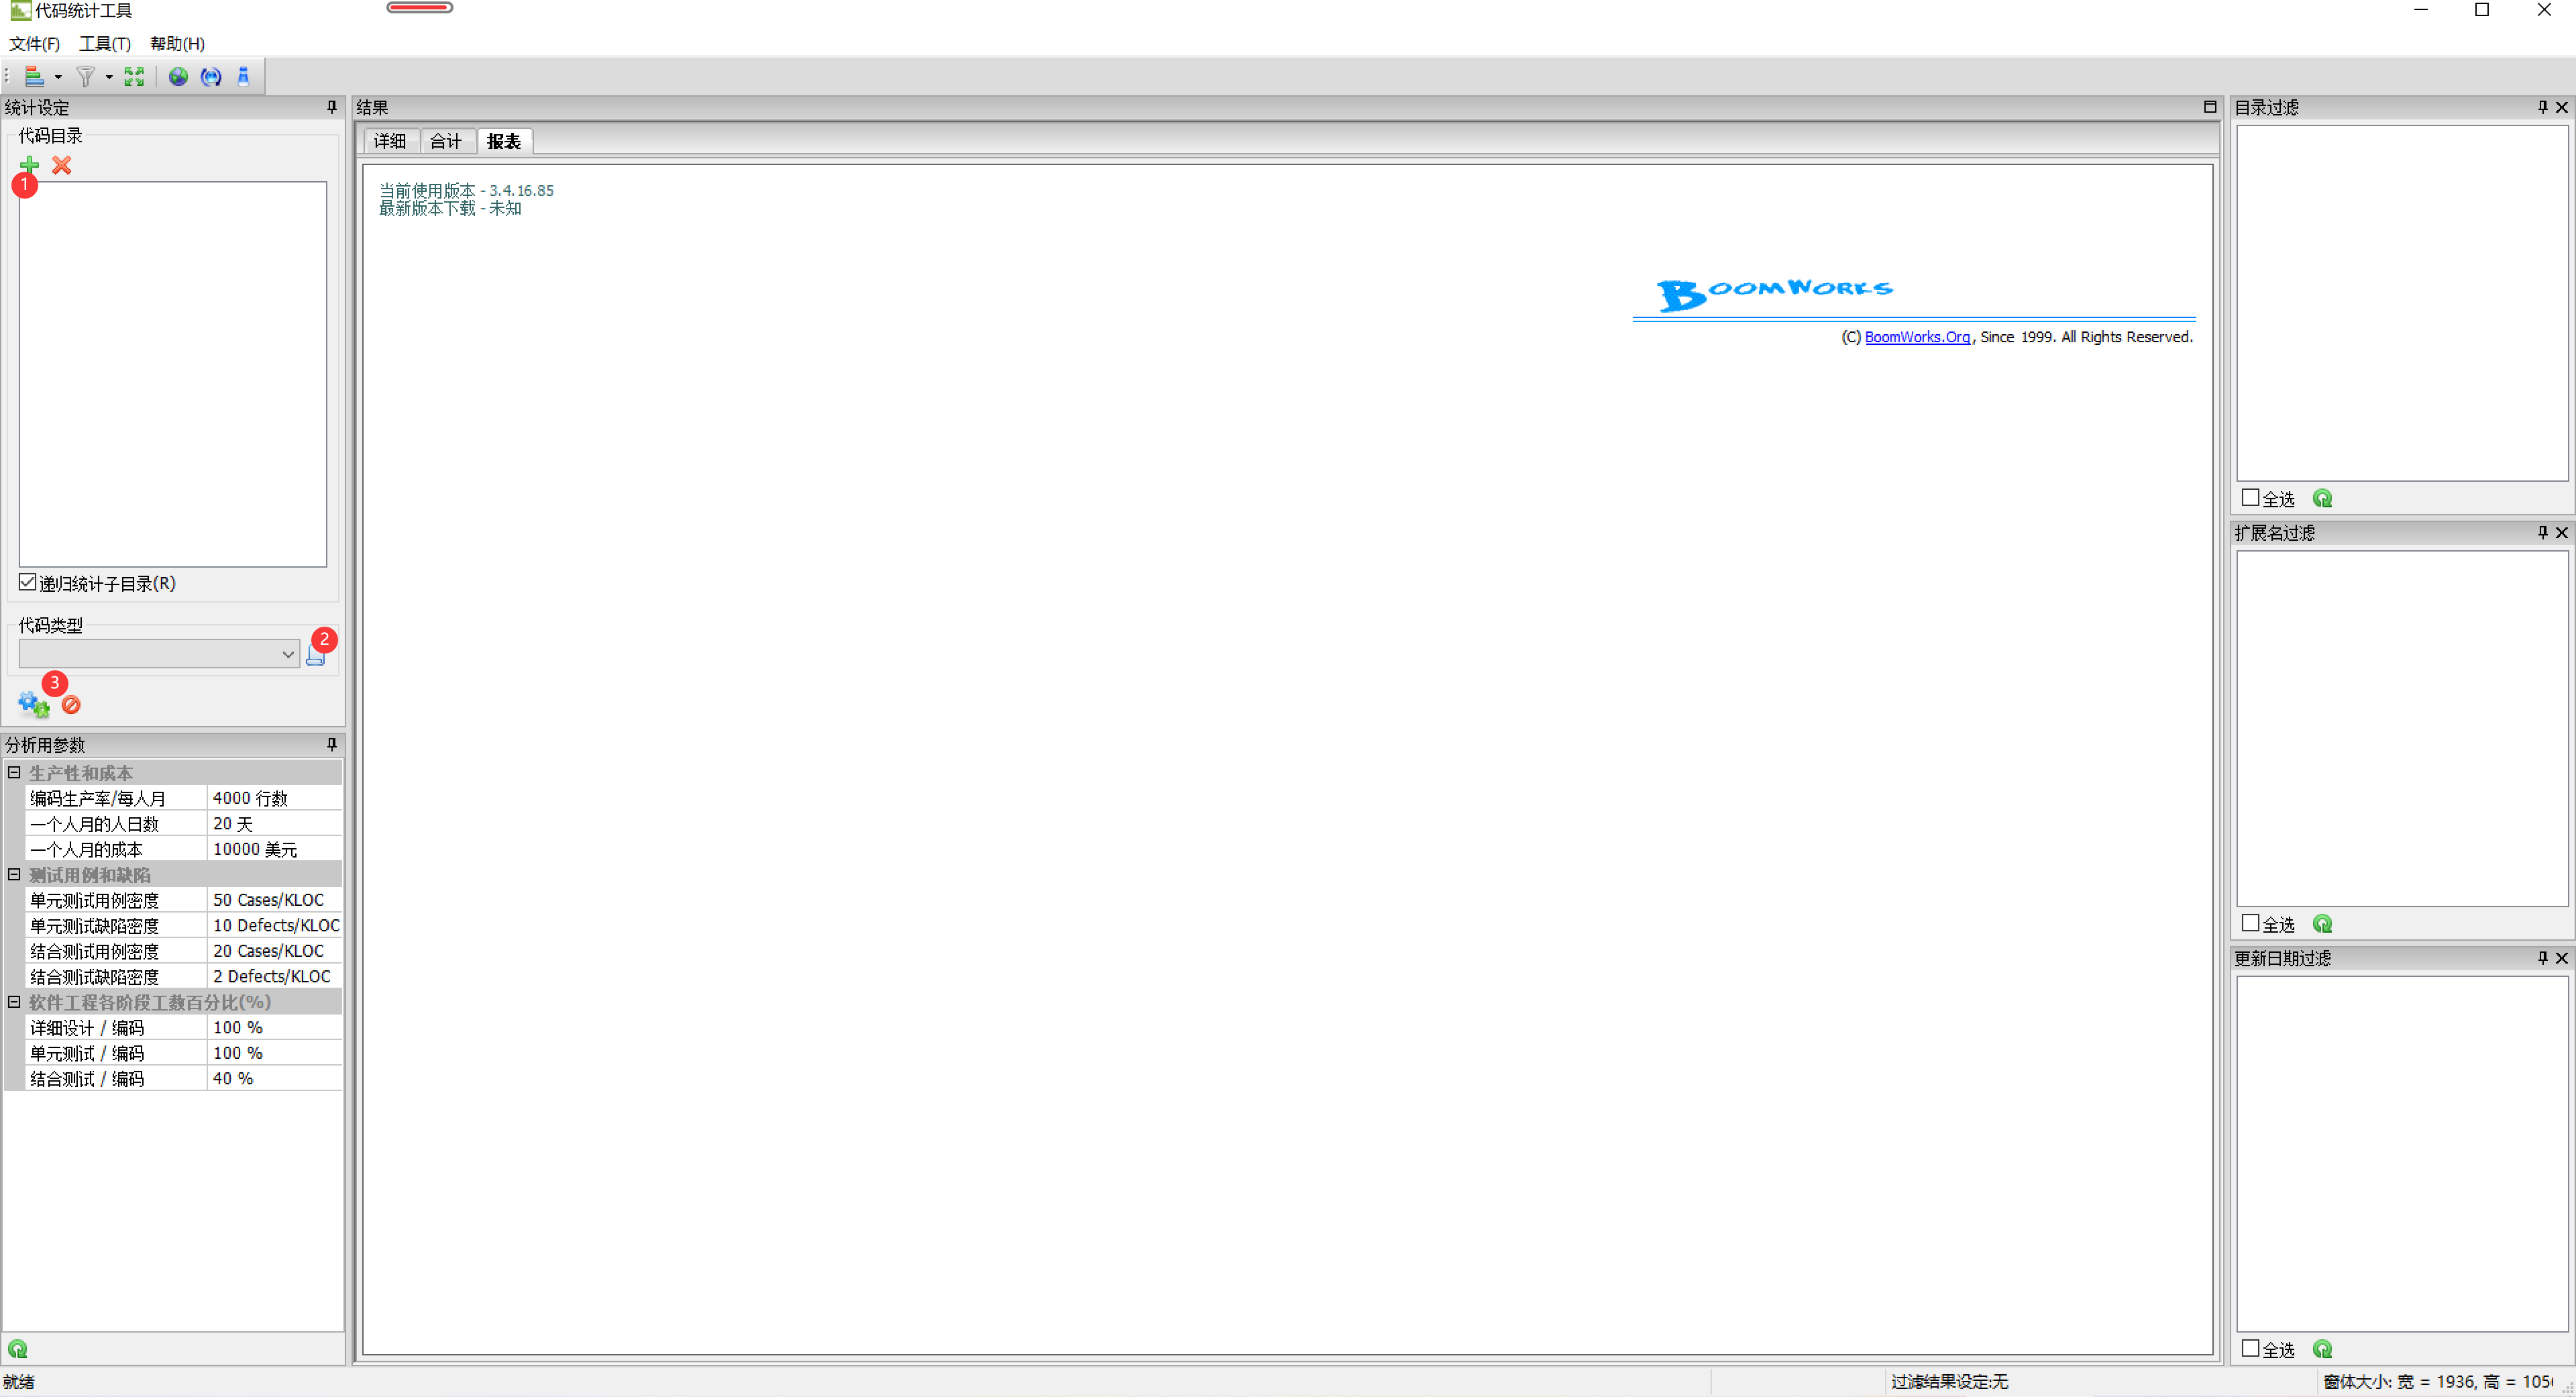 代码统计工具
文件(F) 工具(T) 帮助(H)
统计设定
代码目录
1
递归统计子目录(R)
代码类型
2
3
分析用参数
生产性和成本
编码生产率/每人月 4000 行数
一个人月的人日数 20 天
一个人月的成本 10000 美元
测试用例和缺陷
单元测试用例密度 50 Cases/KLOC
单元测试缺陷密度 10 Defects/KLOC
结合测试用例密度 20 Cases/KLOC
结合测试缺陷密度 2 Defects/KLOC
软件工程各阶段工数百分比(%)
详细设计 / 编码 100 %
单元测试 / 编码 100 %
结合测试 / 编码 40 %
结果
详细 合计 报表
当前使用版本 - 3.4.16.85
最新版本下载 - 未知
BOOMWORKS
(C) BoomWorks.Org, Since 1999. All Rights Reserved.
目录过滤
全选
扩展名过滤
全选
更新日期过滤
全选
就绪
过滤结果设定:无
窗体大小: 宽 = 1936, 高 = 105